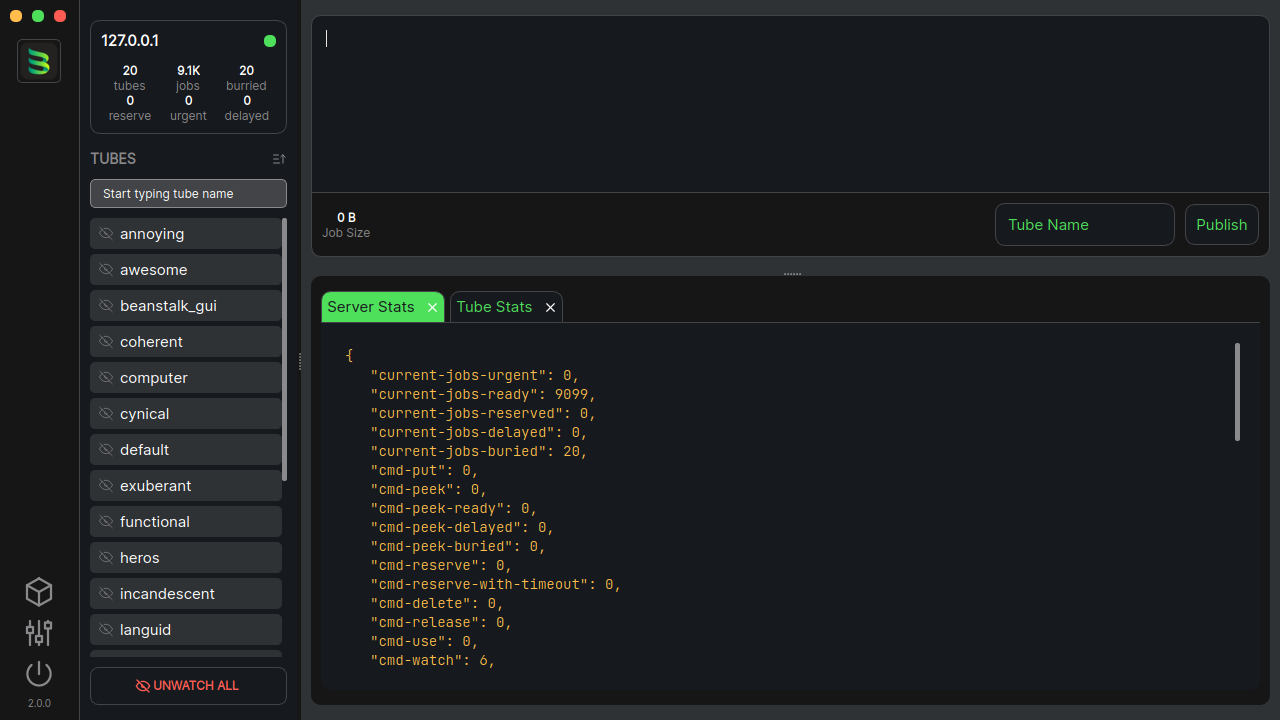 127.0.0.1
20 9.1K 20
tubes jobs burried
0 0 0
reserve urgent delayed
TUBES
Start typing tube name
annoying
awesome
beanstalk_gui
coherent
computer
cynical
default
exuberant
functional
heros
incandescent
languid
UNWATCH ALL
2.0.0
0 B
Job Size
Tube Name
Publish
Server Stats
Tube Stats
{
"current-jobs-urgent": 0,
"current-jobs-ready": 9099,
"current-jobs-reserved": 0,
"current-jobs-delayed": 0,
"current-jobs-buried": 20,
"cmd-put": 0,
"cmd-peek": 0,
"cmd-peek-ready": 0,
"cmd-peek-delayed": 0,
"cmd-peek-buried": 0,
"cmd-reserve": 0,
"cmd-reserve-with-timeout": 0,
"cmd-delete": 0,
"cmd-release": 0,
"cmd-use": 0,
"cmd-watch": 6,